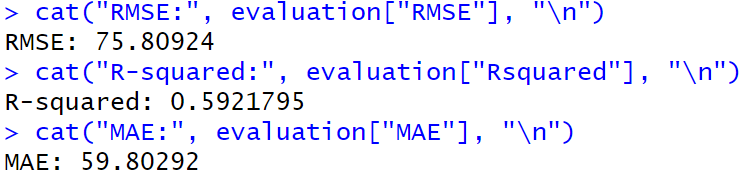 > cat("RMSE:", evaluation["RMSE"], "\n")
RMSE: 75.80924
> cat("R-squared:", evaluation["Rsquared"], "\n")
R-squared: 0.5921795
> cat("MAE:", evaluation["MAE"], "\n")
MAE: 59.80292